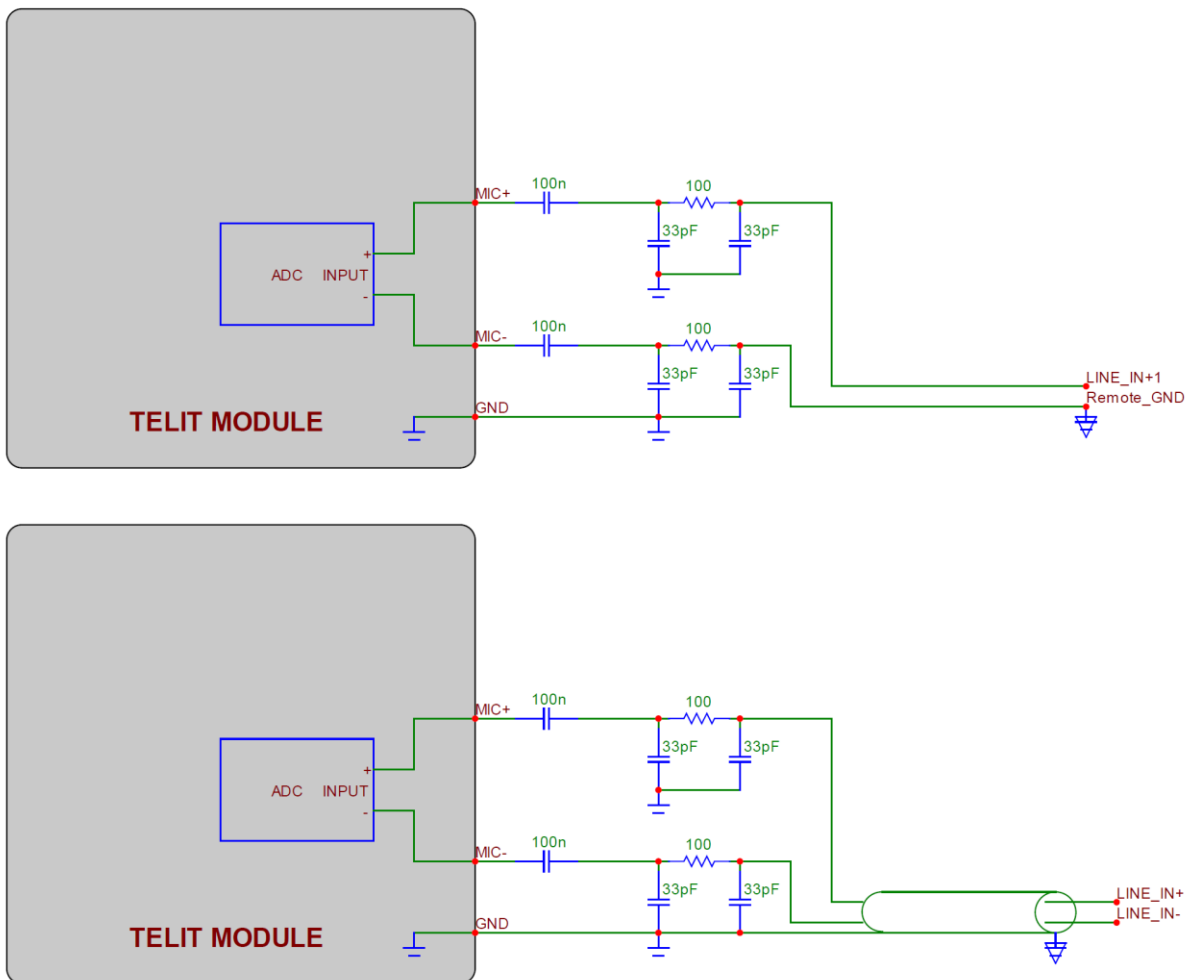 100n
100
MIC+
33pF
33pF
+
ADC INPUT
-
100n
100
MIC-
33pF
33pF
LINE_IN+1
Remote_GND
GND
TELIT MODULE
100n
100
MIC+
33pF
33pF
+
ADC INPUT
-
100n
100
MIC-
33pF
33pF
LINE_IN+
LINE_IN-
GND
TELIT MODULE